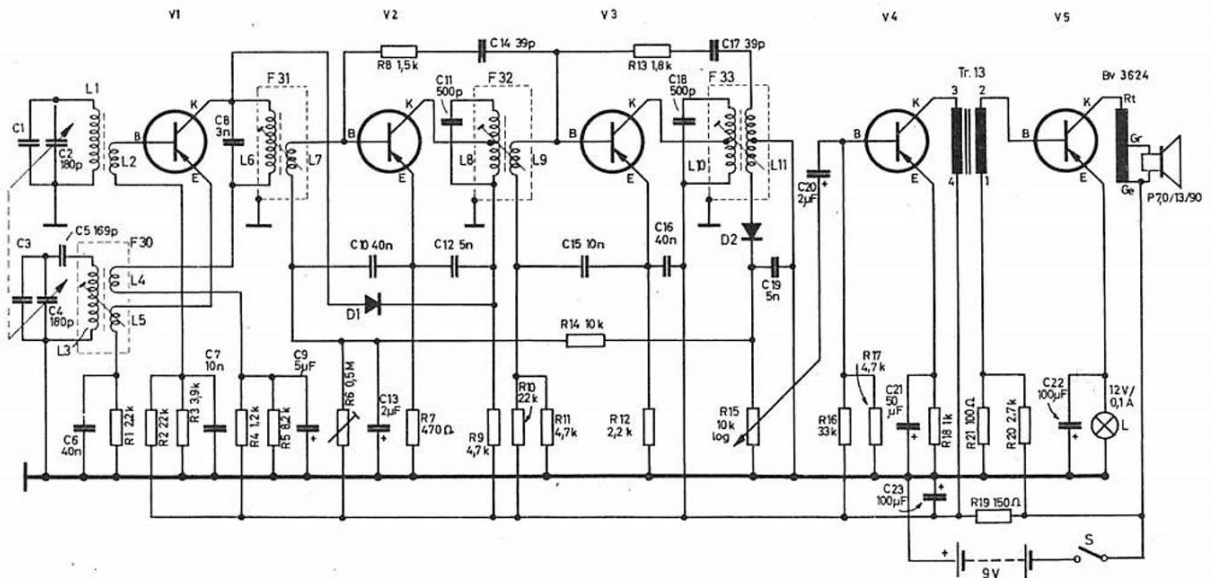 V1 V2 V3 V4 V5
C14 39p
C17 39p
R8 1,5k
R13 1,8k
F31
C11 500p
F32
C18 500p
F33
Tr. 13
Bv 3624
L1
K
K
K
K
K
3 2
Rt
C1
C2 180p
L2
B
C8 3n
L6
L7
B
L8
L9
B
L10
L11
B
B
Gr
E
E
E
E
E
4 1
Ge
P7,0/13/90
C20 2µF
C3
C5 169p
F30
L4
C10 40n
C12 5n
C15 10n
C16 40n
D2
C19 5n
C4 180p
L5
L3
D1
R14 10k
C6 40n
R1 2,2k
R2 22k
R3 3,9k
C7 10n
R4 1,2k
R5 8,2k
C9 5µF
R6 0,5M
C13 2µF
R7 470Ω
R9 4,7k
R10 22k
R11 4,7k
R12 2,2k
R15 10k log
R16 33k
R17 4,7k
C21 50 µF
R18 1k
R21 100Ω
R20 2,7k
C22 100µF
12V/ 0,1A
L
C23 100µF
R19 150Ω
S
+ 9V